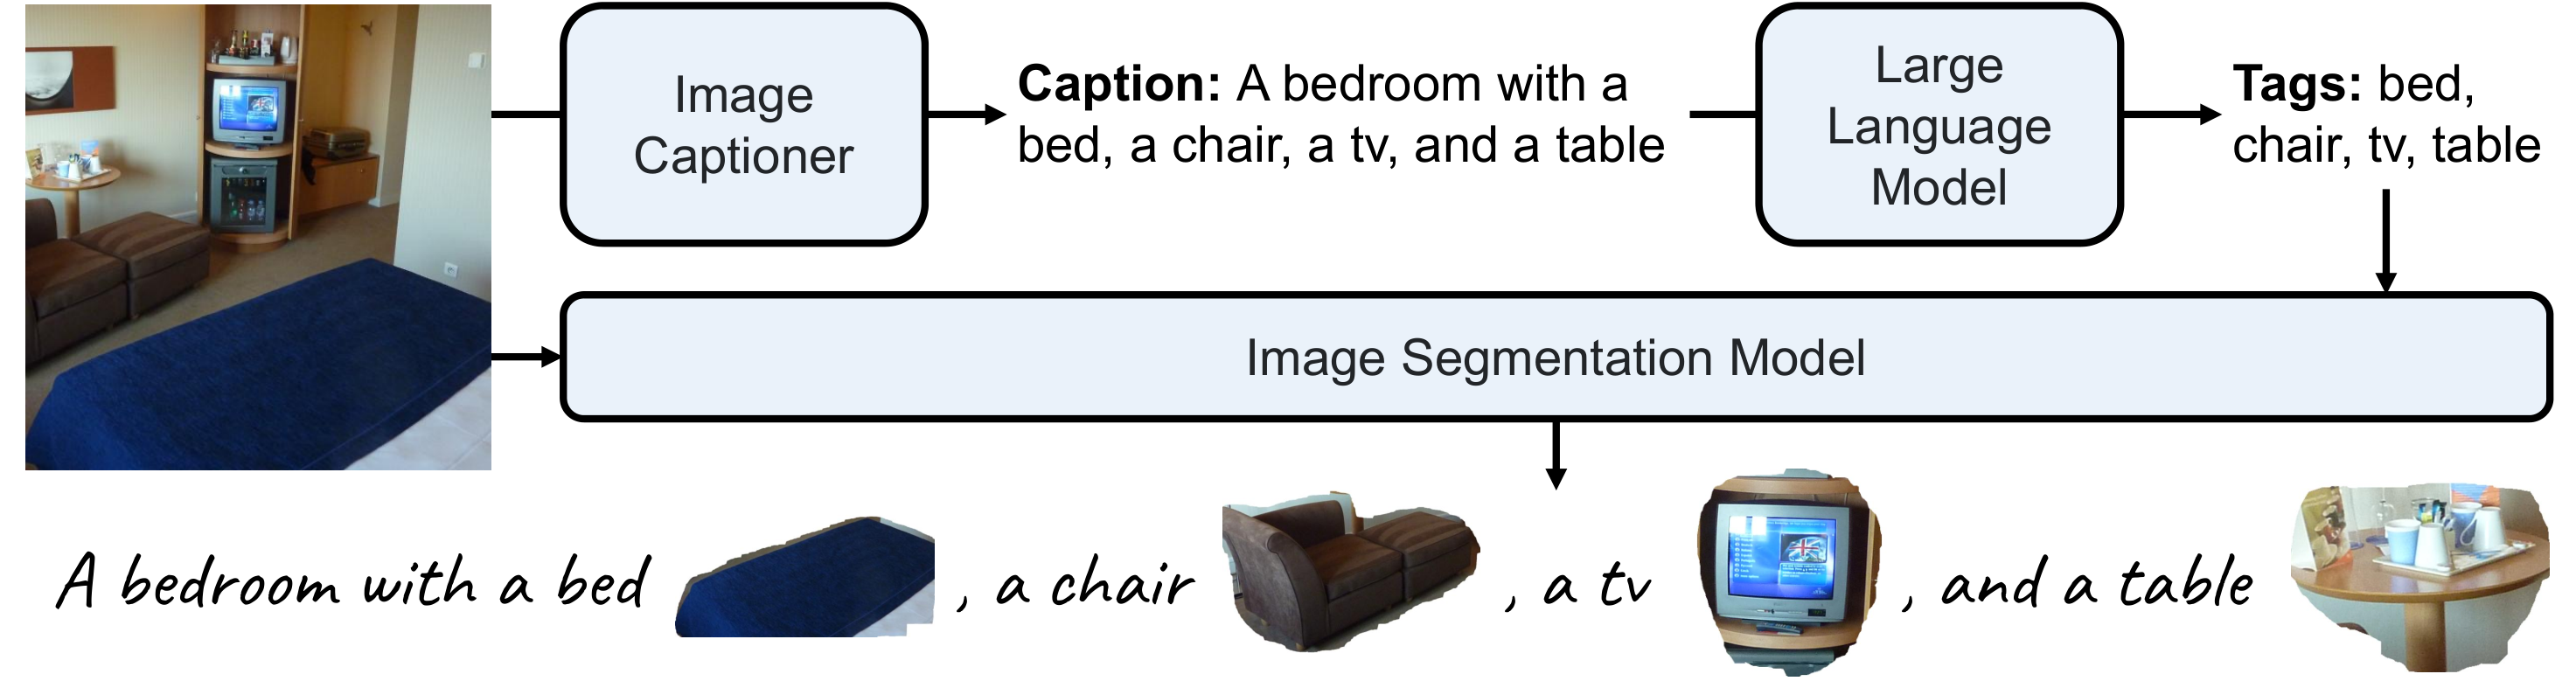 Image
Captioner
Caption: A bedroom with a
bed, a chair, a tv, and a table
Large
Language
Model
Tags: bed,
chair, tv, table
Image Segmentation Model
A bedroom with a bed , a chair , a tv , and a table